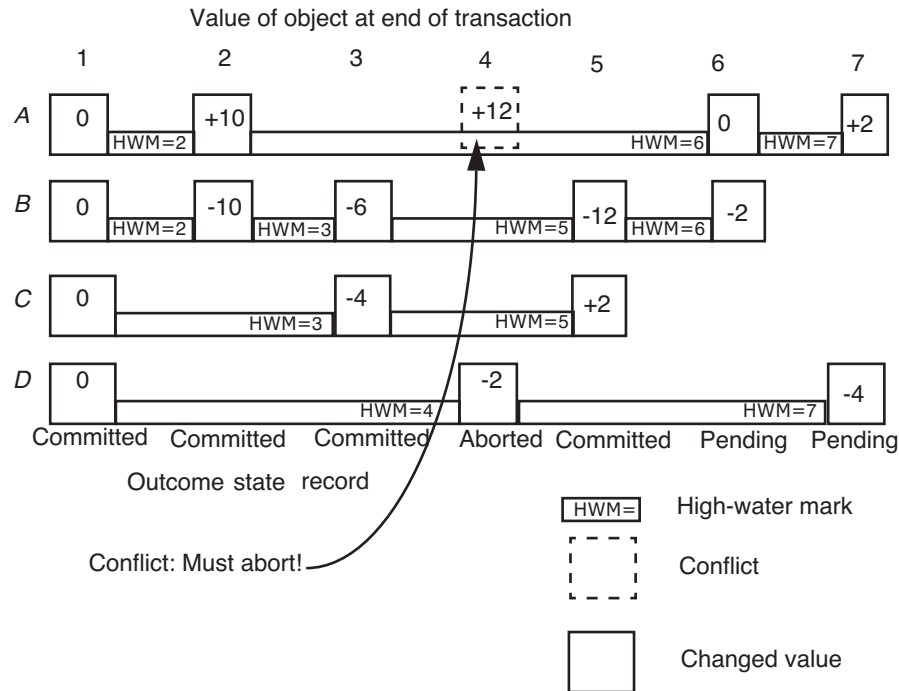 Value of object at end of transaction
1 2 3 4 5 6 7
A 0 HWM=2 +10 +12 HWM=6 0 HWM=7 +2
B 0 HWM=2 -10 HWM=3 -6 HWM=5 -12 HWM=6 -2
C 0 HWM=3 -4 HWM=5 +2
D 0 HWM=4 -2 HWM=7 -4
Committed Committed Committed Aborted Committed Pending Pending
Outcome state record
Conflict: Must abort!
HWM= High-water mark
Conflict
Changed value